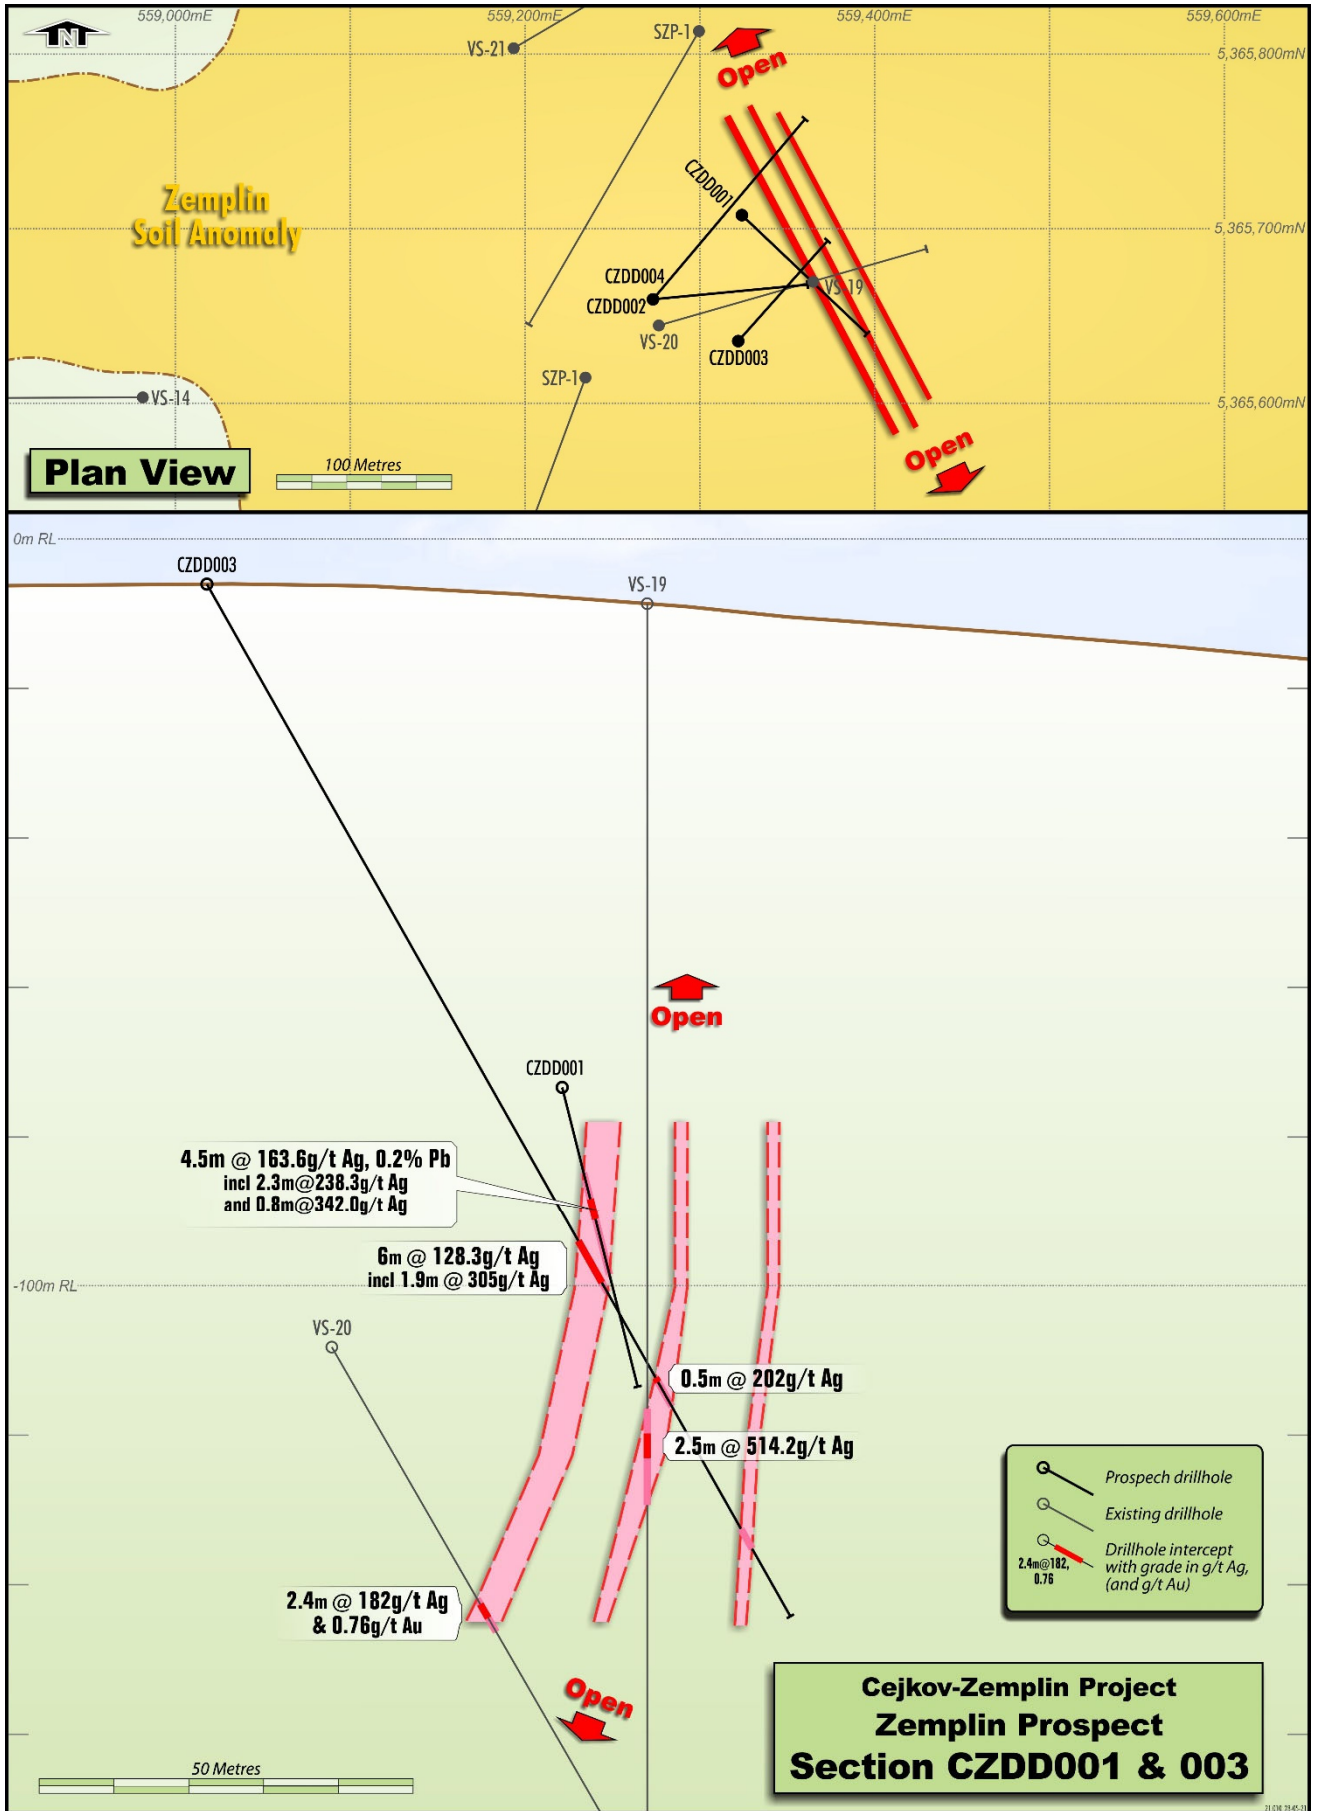 559,000mE
559,200mE
559,400mE
559,600mE
N
VS-21
SZP-1
Open
5,365,800mN
CZDD001
Zemplin
Soil Anomaly
5,365,700mN
CZDD004
CZDD002
VS-19
VS-20
CZDD003
SZP-1
VS-14
5,365,600mN
Open
Plan View
100 Metres
0m RL
CZDD003
VS-19
Open
CZDD001
4.5m @ 163.6g/t Ag, 0.2% Pb
incl 2.3m@238.3g/t Ag
and 0.8m@342.0g/t Ag
6m @ 128.3g/t Ag
incl 1.9m @ 305g/t Ag
-100m RL
VS-20
0.5m @ 202g/t Ag
2.5m @ 514.2g/t Ag
Prospech drillhole
Existing drillhole
2.4m@182,
0.76
Drillhole intercept
with grade in g/t Ag,
(and g/t Au)
2.4m @ 182g/t Ag
& 0.76g/t Au
Open
Cejkov-Zemplin Project
Zemplin Prospect
Section CZDD001 & 003
50 Metres